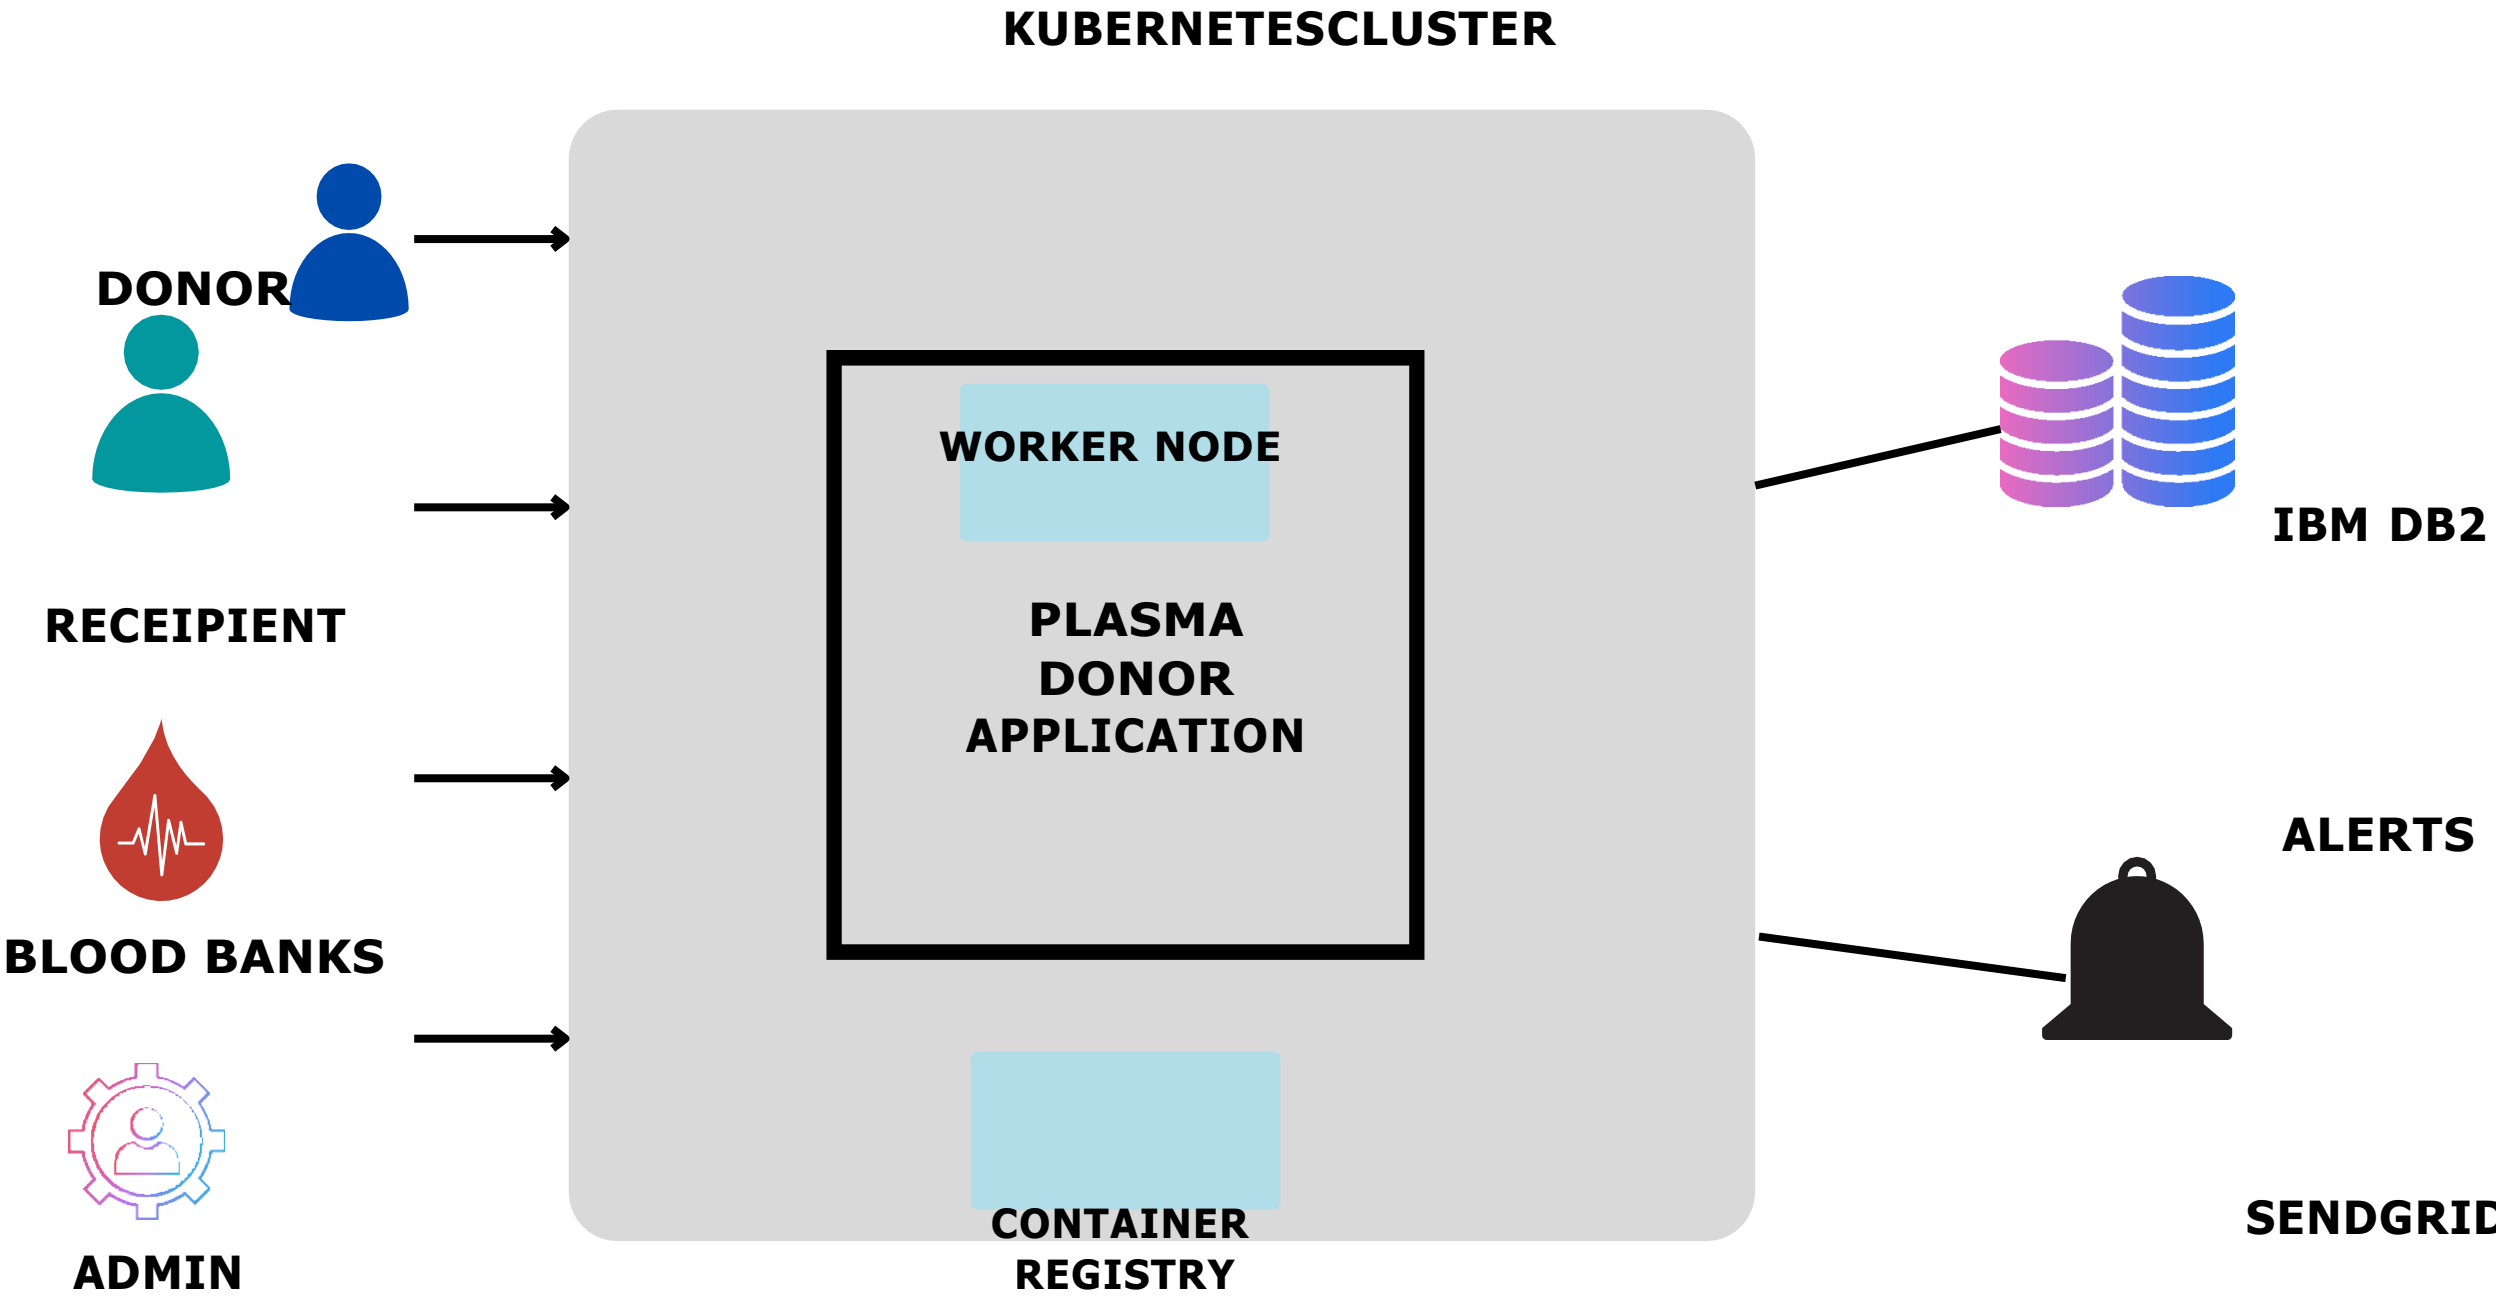 KUBERNETESCLUSTER
DONOR
RECEIPIENT
BLOOD BANKS
ADMIN
WORKER NODE
PLASMA
DONOR
APPLICATION
CONTAINER
REGISTRY
IBM DB2
ALERTS
SENDGRID